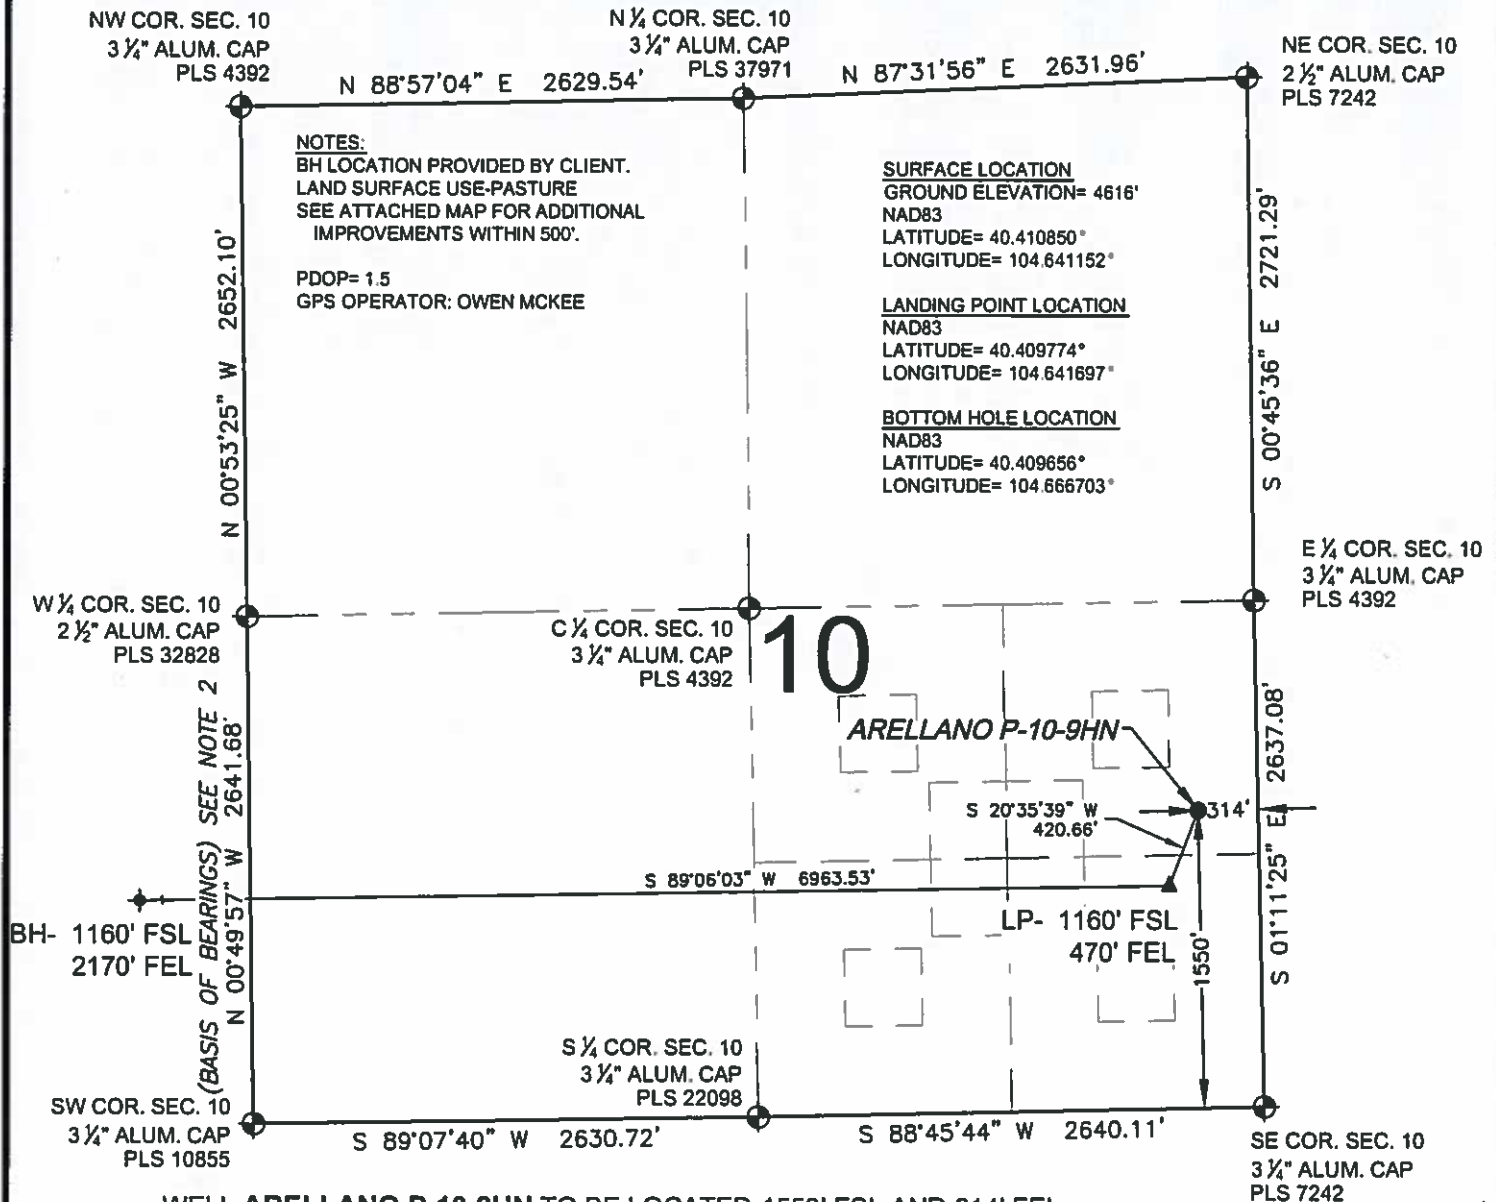 NW COR. SEC. 10
3 ¼" ALUM. CAP
PLS 4392
N ¼ COR. SEC. 10
3 ¼" ALUM. CAP
PLS 37971
NE COR. SEC. 10
2 ½" ALUM. CAP
PLS 7242
N 88°57'04" E 2629.54'
N 87°31'56" E 2631.96'
NOTES:
BH LOCATION PROVIDED BY CLIENT.
LAND SURFACE USE-PASTURE
SEE ATTACHED MAP FOR ADDITIONAL
IMPROVEMENTS WITHIN 500'.
PDOP= 1.5
GPS OPERATOR: OWEN MCKEE
SURFACE LOCATION
GROUND ELEVATION= 4616'
NAD83
LATITUDE= 40.410850°
LONGITUDE= 104.641152°
LANDING POINT LOCATION
NAD83
LATITUDE= 40.409774°
LONGITUDE= 104.641697°
BOTTOM HOLE LOCATION
NAD83
LATITUDE= 40.409656°
LONGITUDE= 104.666703°
N 00°53'25" W 2652.10'
S 00°45'36" E 2721.29'
W ¼ COR. SEC. 10
2 ½" ALUM. CAP
PLS 32828
C ¼ COR. SEC. 10
3 ¼" ALUM. CAP
PLS 4392
10
E ¼ COR. SEC. 10
3 ¼" ALUM. CAP
PLS 4392
(BASIS OF BEARINGS) SEE NOTE 2
N 00°49'57" W 2641.68'
ARELLANO P-10-9HN
S 20°35'39" W
420.66'
314'
S 01°11'25" E 2637.08'
S 89°06'03" W 6963.53'
BH- 1160' FSL
2170' FEL
LP- 1160' FSL
470' FEL
1550'
S ¼ COR. SEC. 10
3 ¼" ALUM. CAP
PLS 22098
SW COR. SEC. 10
3 ¼" ALUM. CAP
PLS 10855
S 89°07'40" W 2630.72'
S 88°45'44" W 2640.11'
SE COR. SEC. 10
3 ¼" ALUM. CAP
PLS 7242
WELL ARELLANO P-10-9HN TO BE LOCATED 1550' FSL AND 314' FEL